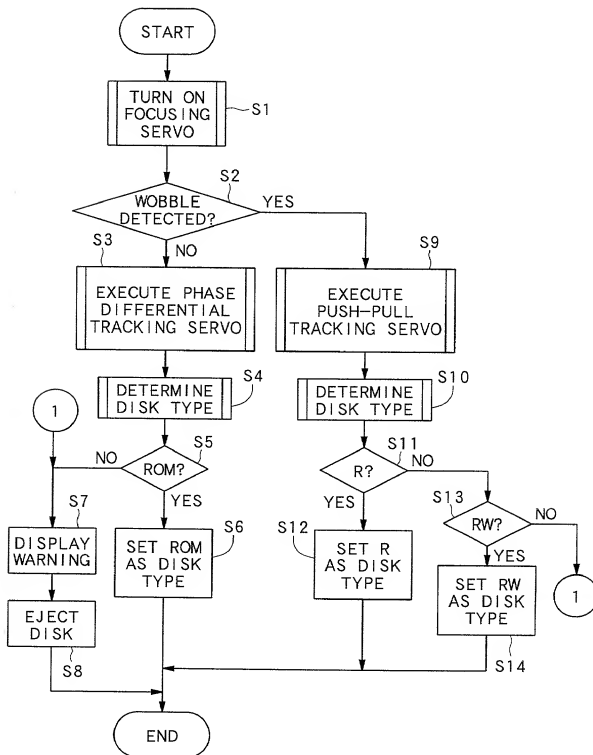 START
TURN ON
FOCUSING
SERVO
S1
S2
WOBBLE
DETECTED?
YES
NO
S3
EXECUTE PHASE
DIFFERENTIAL
TRACKING SERVO
S9
EXECUTE
PUSH-PULL
TRACKING SERVO
S4
DETERMINE
DISK TYPE
S10
DETERMINE
DISK TYPE
1
S5
ROM?
NO
YES
S11
R?
NO
YES
S13
RW?
NO
YES
S7
DISPLAY
WARNING
S6
SET ROM
AS DISK
TYPE
S12
SET R
AS DISK
TYPE
SET RW
AS DISK
TYPE
S14
1
EJECT
DISK
S8
END